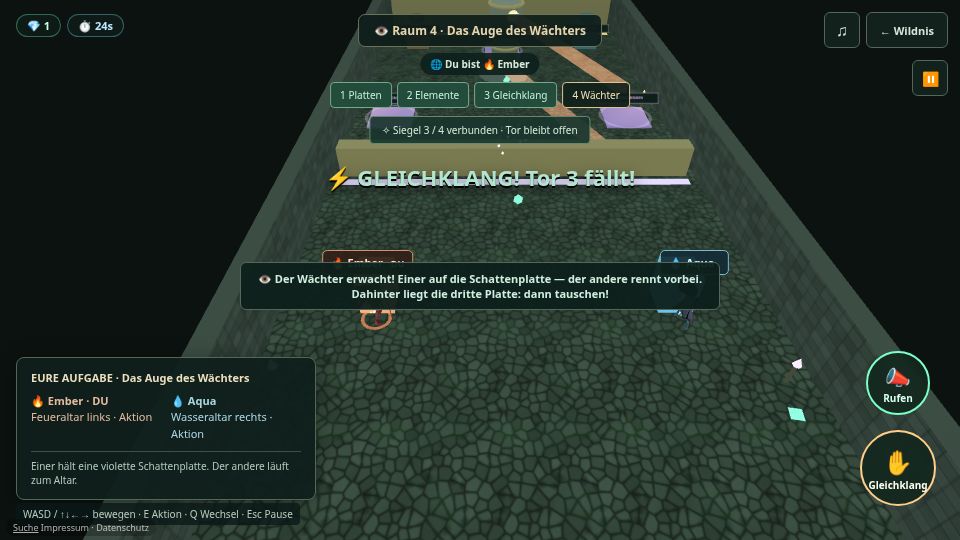 💎 1
⏱️ 24s
👁️ Raum 4 · Das Auge des Wächters
♫
← Wildnis
🌐 Du bist 🔥 Ember
1 Platten
2 Elemente
3 Gleichklang
4 Wächter
✧ Siegel 3 / 4 verbunden · Tor bleibt offen
⚡ GLEICHKLANG! Tor 3 fällt!
🔥 Ember · DU
💧 Aqua
👁️ Der Wächter erwacht! Einer auf die Schattenplatte — der andere rennt vorbei.
Dahinter liegt die dritte Platte: dann tauschen!
EURE AUFGABE · Das Auge des Wächters
🔥 Ember · DU
Feueraltar links · Aktion
💧 Aqua
Wasseraltar rechts ·
Aktion
Einer hält eine violette Schattenplatte. Der andere läuft
zum Altar.
Rufen
Gleichklang
WASD / ↑↓←→ bewegen · E Aktion · Q Wechsel · Esc Pause
Suche Impressum · Datenschutz